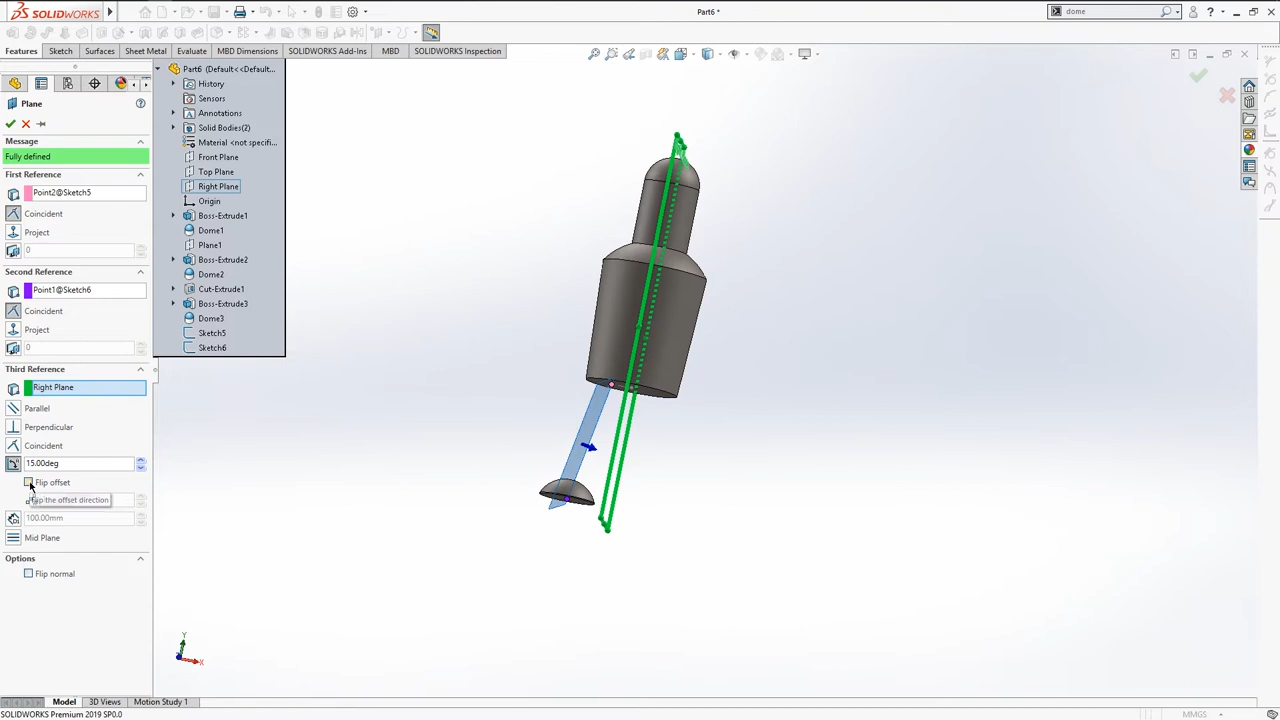 SOLIDWORKS
Part6 *
dome
Features
Sketch
Surfaces
Sheet Metal
Evaluate
MBD Dimensions
SOLIDWORKS Add-Ins
MBD
SOLIDWORKS Inspection
Plane
Message
Fully defined
First Reference
Point2@Sketch5
Coincident
Project
0
Second Reference
Point1@Sketch6
Coincident
Project
0
Third Reference
Right Plane
Parallel
Perpendicular
Coincident
15.00deg
Flip offset
the offset direction
100.00mm
Mid Plane
Options
Flip normal
Part6 (Default<<Default...
History
Sensors
Annotations
Solid Bodies(2)
Material <not specifi...
Front Plane
Top Plane
Right Plane
Origin
Boss-Extrude1
Dome1
Plane1
Boss-Extrude2
Dome2
Cut-Extrude1
Boss-Extrude3
Dome3
Sketch5
Sketch6
Y
X
Model
3D Views
Motion Study 1
SOLIDWORKS Premium 2019 SP0.0
MMGS